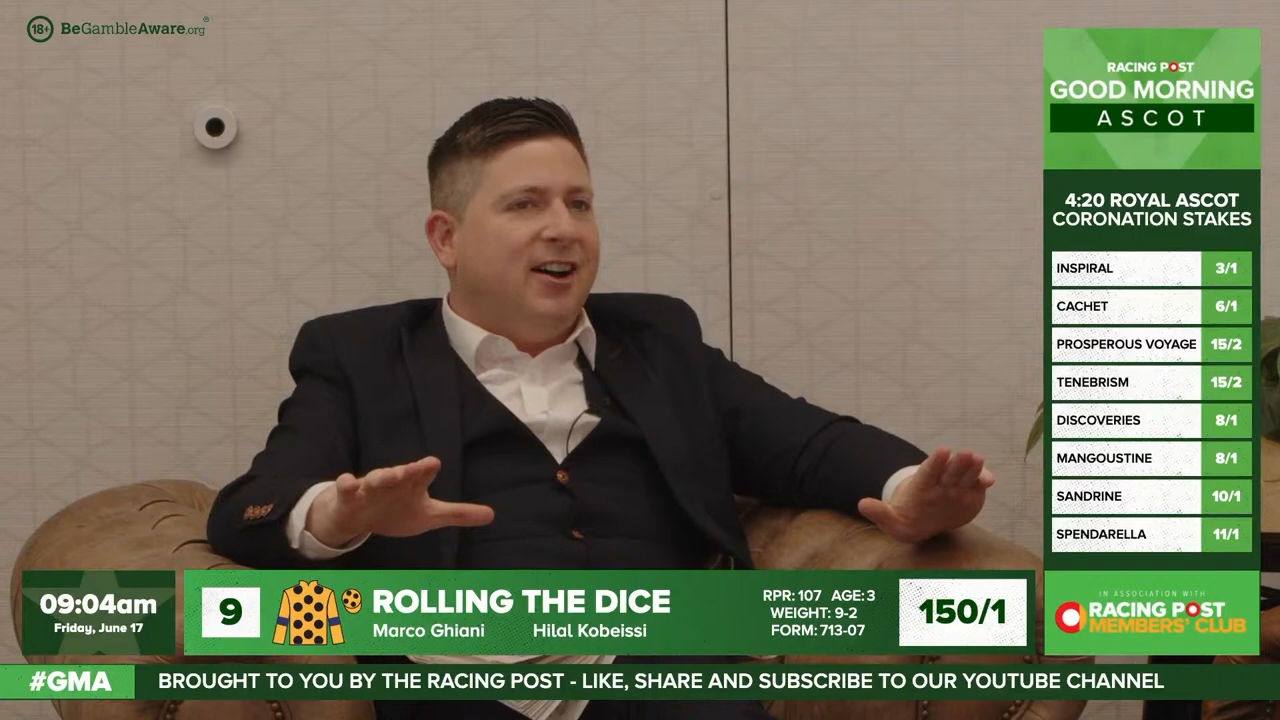 18+ BeGambleAware.org®
RACING POST
GOOD MORNING
ASCOT
4:20 ROYAL ASCOT
CORONATION STAKES
INSPIRAL 3/1
CACHET 6/1
PROSPEROUS VOYAGE 15/2
TENEBRISM 15/2
DISCOVERIES 8/1
MANGOUSTINE 8/1
SANDRINE 10/1
SPENDARELLA 11/1
IN ASSOCIATION WITH
RACING POST
MEMBERS' CLUB
09:04am
Friday, June 17
9
ROLLING THE DICE
Marco Ghiani Hilal Kobeissi
RPR: 107 AGE: 3
WEIGHT: 9-2
FORM: 713-07
150/1
#GMA
BROUGHT TO YOU BY THE RACING POST - LIKE, SHARE AND SUBSCRIBE TO OUR YOUTUBE CHANNEL